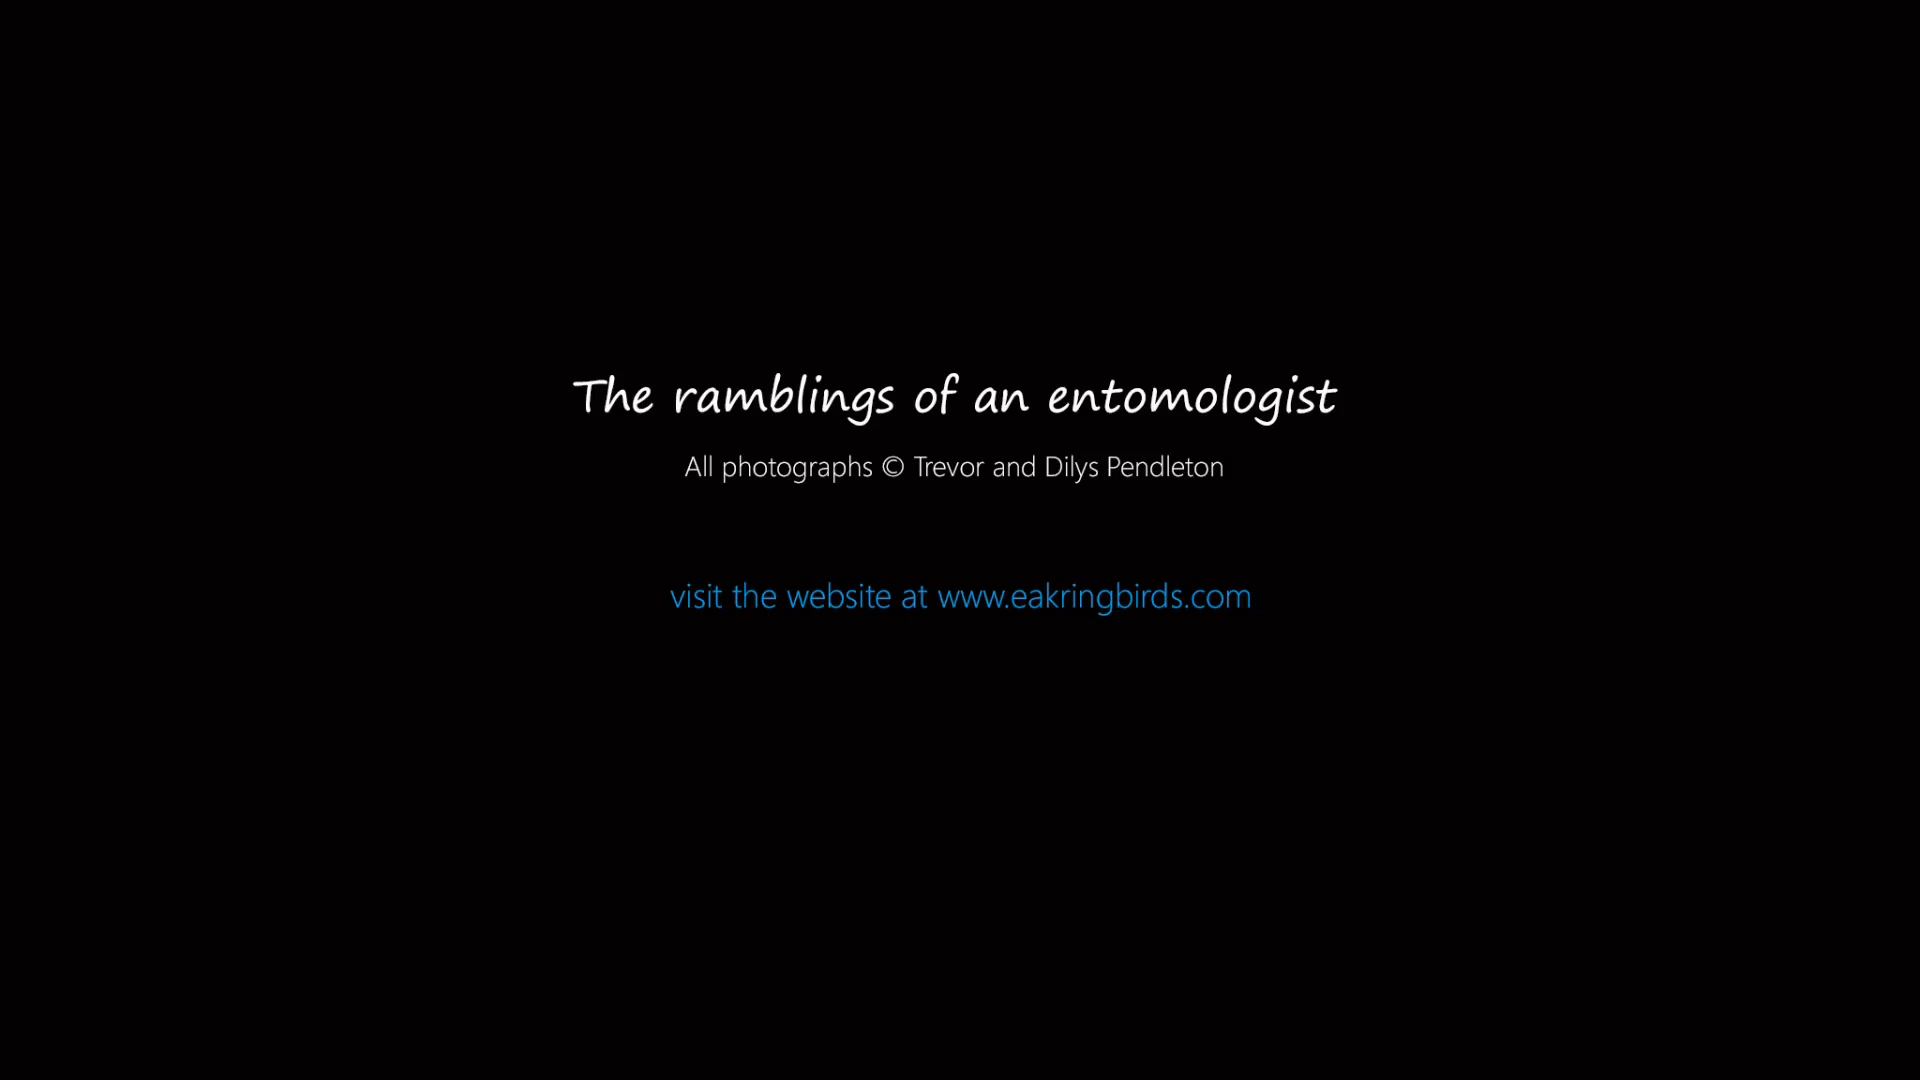 The ramblings of an entomologist
All photographs © Trevor and Dilys Pendleton
visit the website at www.eakringbirds.com